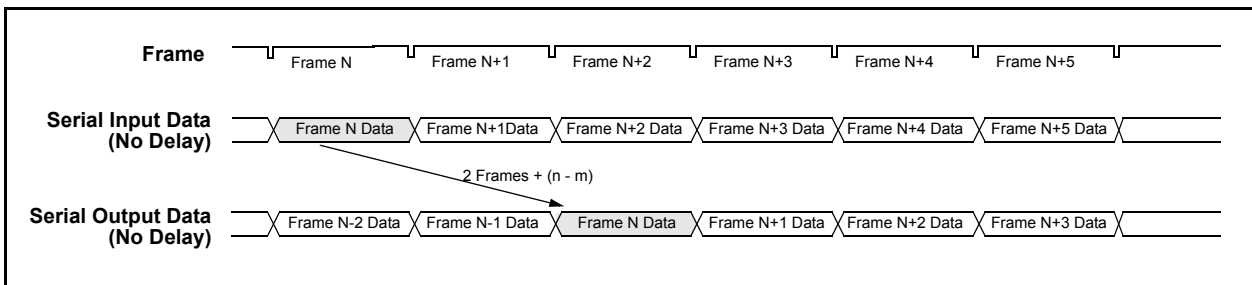 Frame
Frame N Frame N+1 Frame N+2 Frame N+3 Frame N+4 Frame N+5
Serial Input Data
(No Delay)
Frame N Data Frame N+1Data Frame N+2 Data Frame N+3 Data Frame N+4 Data Frame N+5 Data
2 Frames + (n - m)
Serial Output Data
(No Delay)
Frame N-2 Data Frame N-1 Data Frame N Data Frame N+1 Data Frame N+2 Data Frame N+3 Data